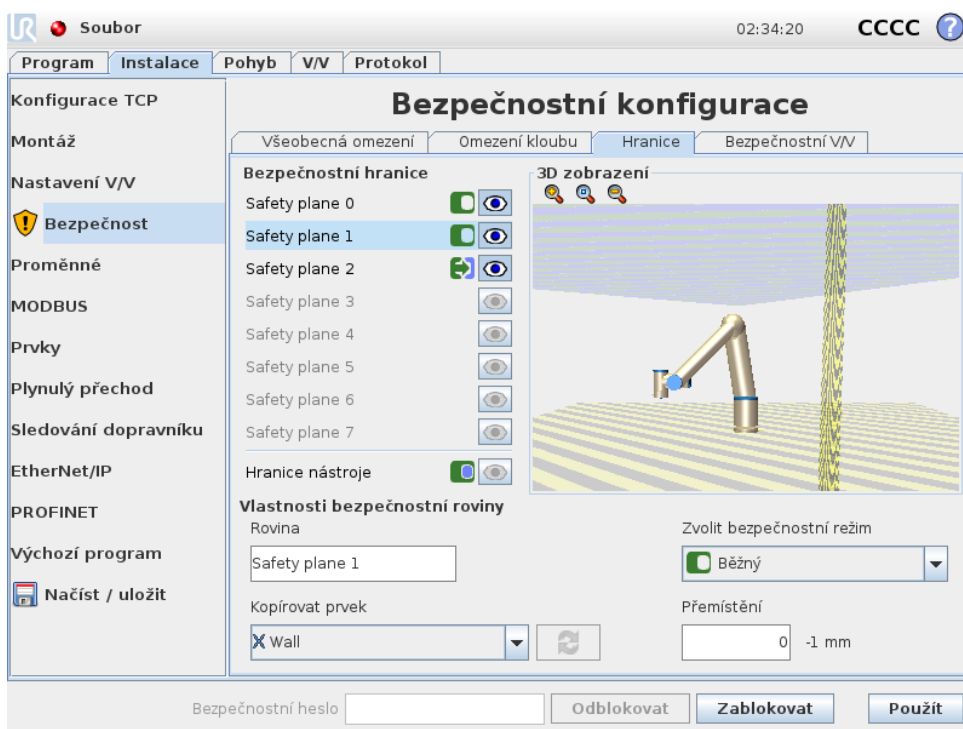 UR Soubor 02:34:20 CCCC ?
Program Instalace Pohyb V/V Protokol
Konfigurace TCP
Montáž
Nastavení V/V
Bezpečnost
Proměnné
MODBUS
Prvky
Plynulý přechod
Sledování dopravníku
EtherNet/IP
PROFINET
Výchozí program
Načíst / uložit
Bezpečnostní konfigurace
Všeobecná omezení Omezení kloubu Hranice Bezpečnostní V/V
Bezpečnostní hranice
Safety plane 0
Safety plane 1
Safety plane 2
Safety plane 3
Safety plane 4
Safety plane 5
Safety plane 6
Safety plane 7
Hranice nástroje
3D zobrazení
Vlastnosti bezpečnostní roviny
Rovina
Safety plane 1
Kopírovat prvek
Wall
Zvolit bezpečnostní režim
Běžný
Přemístění
0 -1 mm
Bezpečnostní heslo Odblokovat Zablokovat Použít